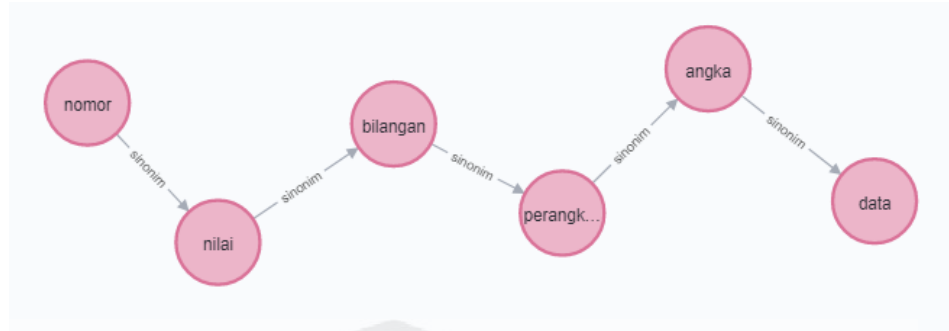 nomor
sinonim
nilai
sinonim
bilangan
sinonim
perangk...
sinonim
angka
sinonim
data